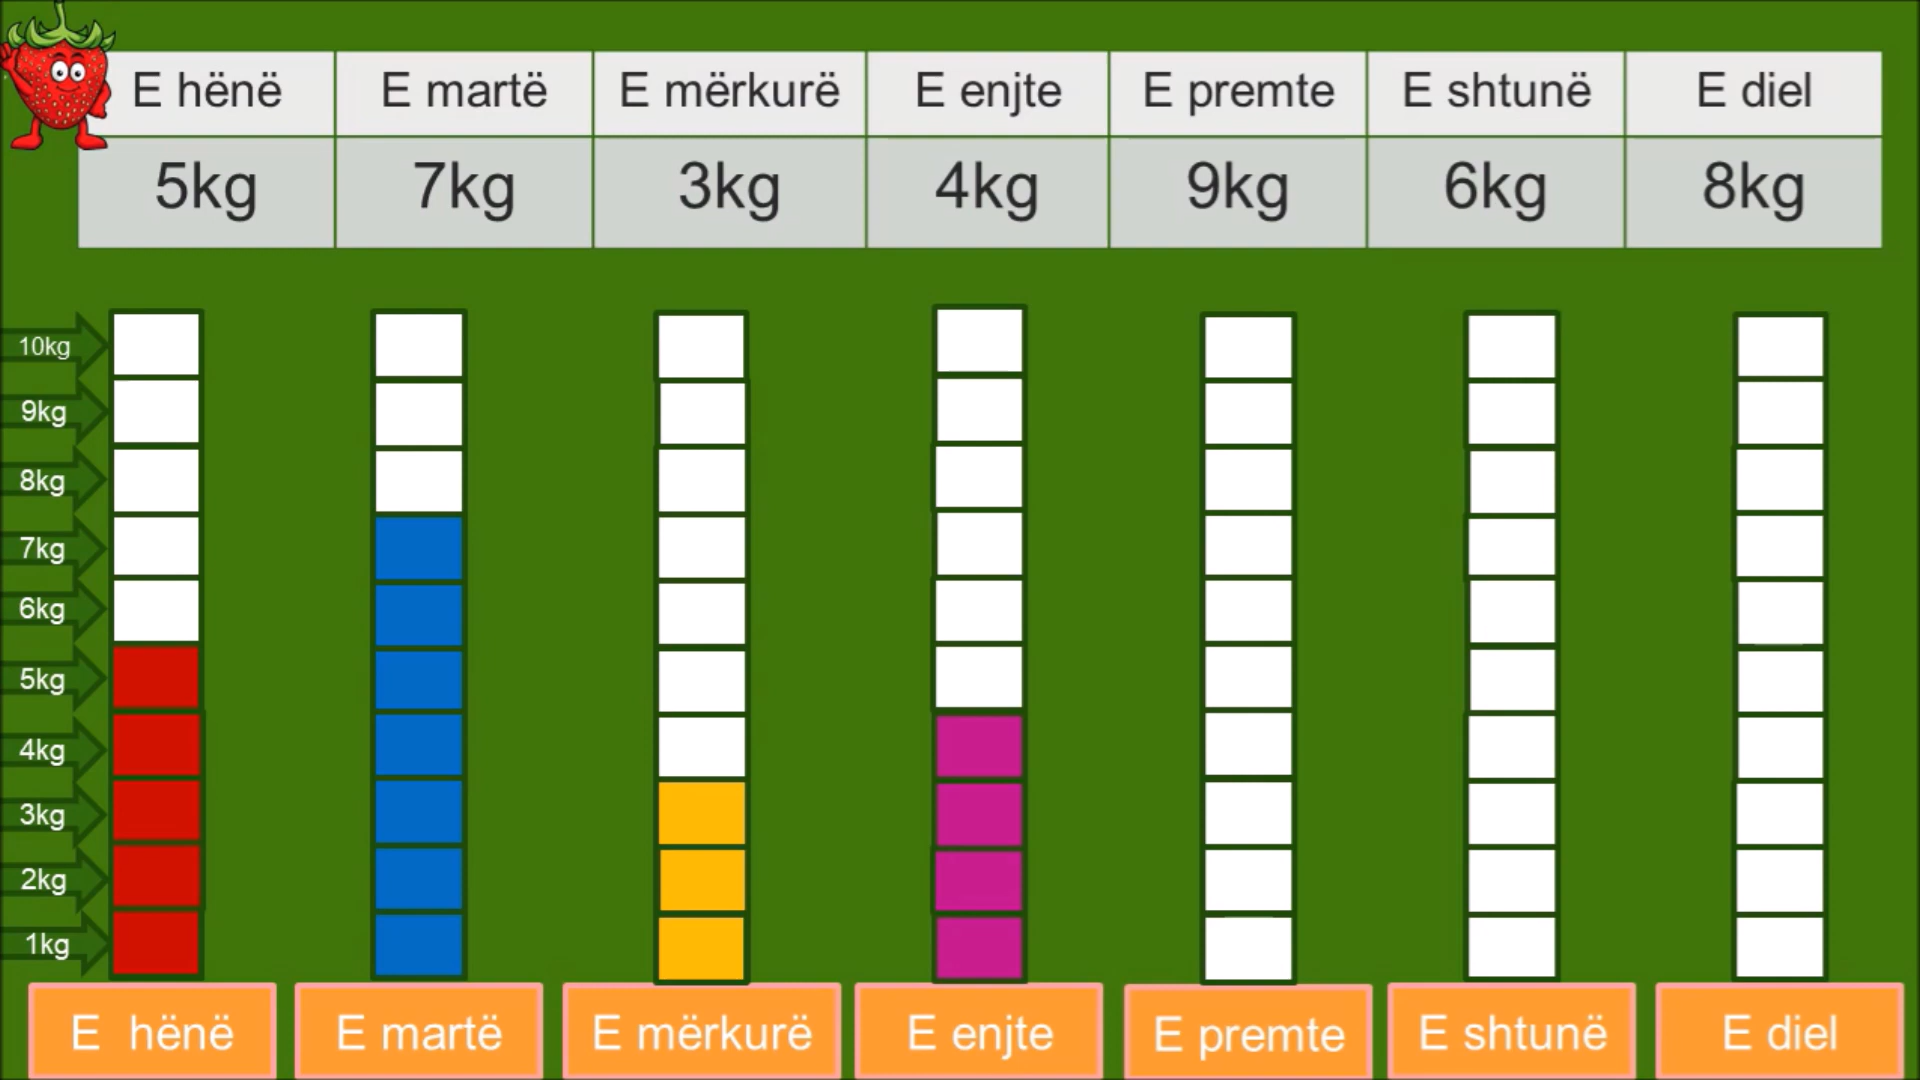 E hënë E martë E mërkurë E enjte E premte E shtunë E diel
5kg 7kg 3kg 4kg 9kg 6kg 8kg
10kg
9kg
8kg
7kg
6kg
5kg
4kg
3kg
2kg
1kg
E hënë E martë E mërkurë E enjte E premte E shtunë E diel